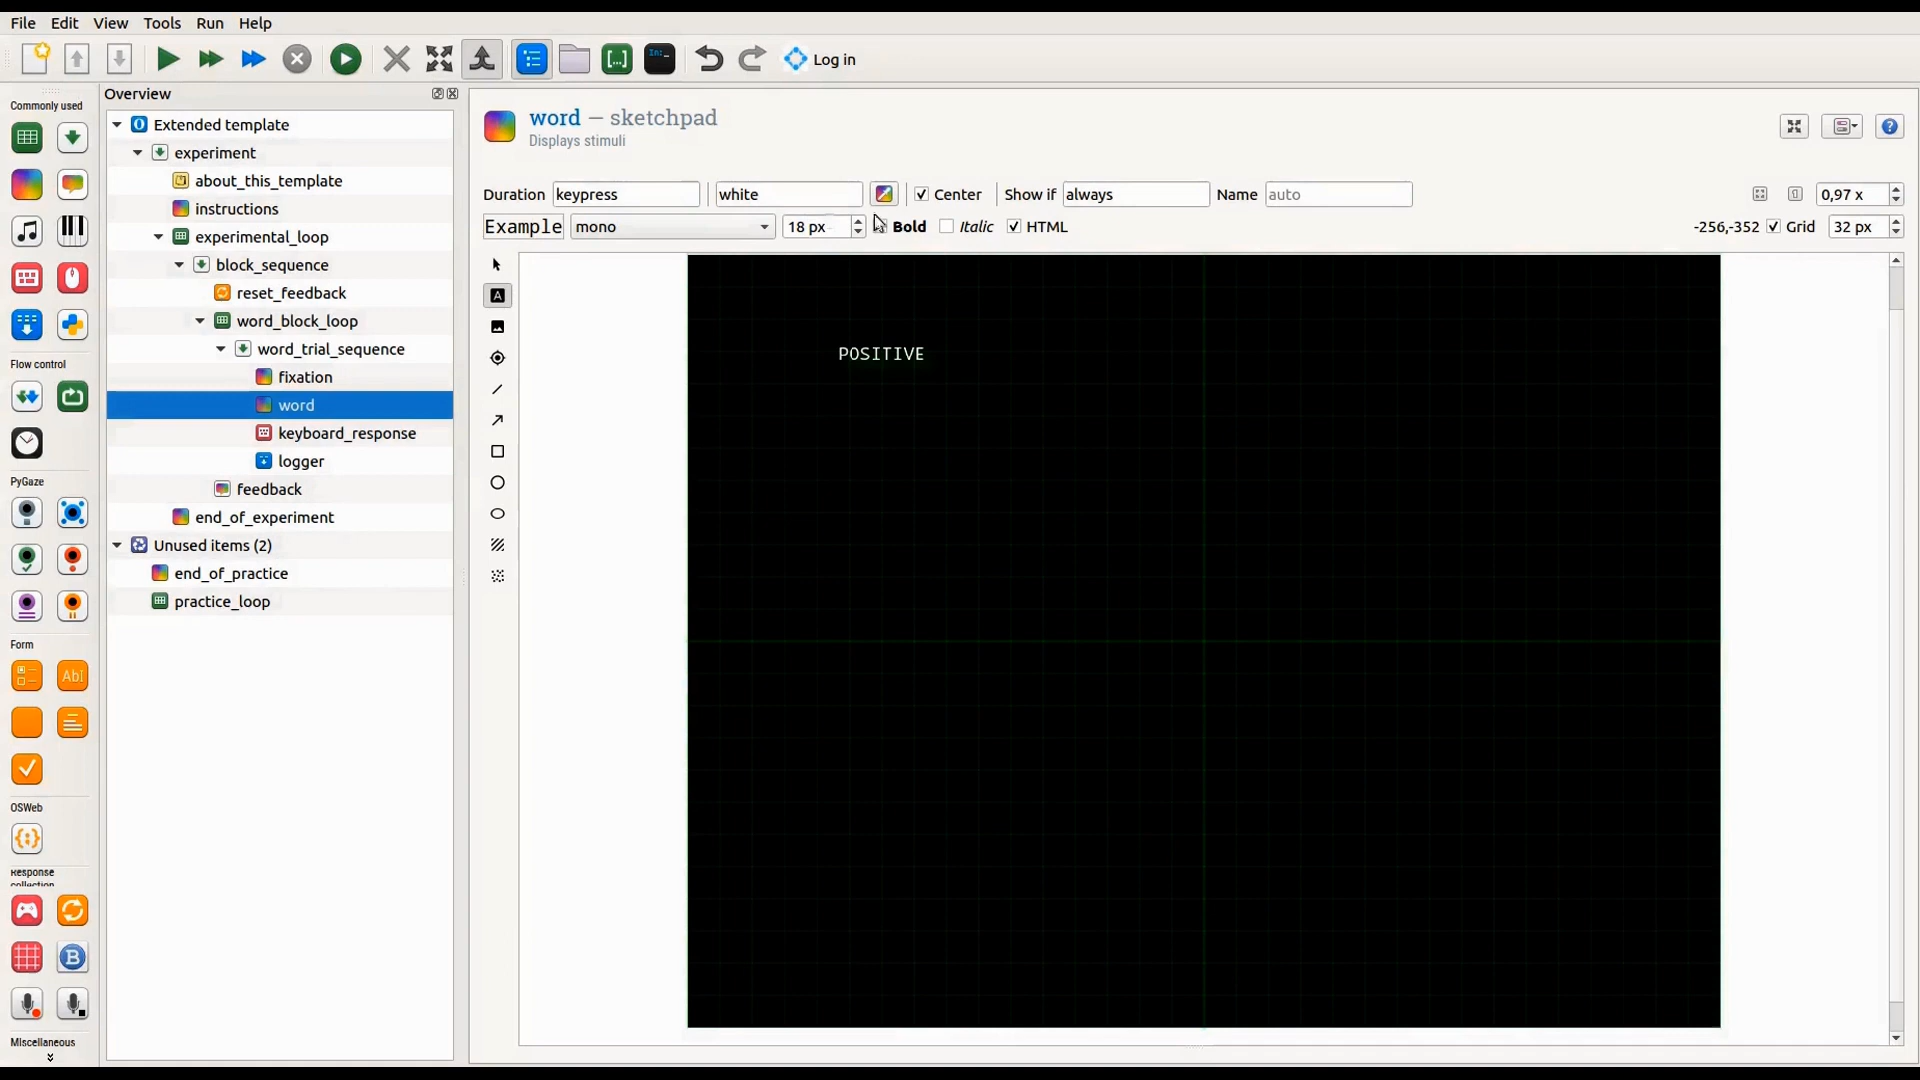 File Edit View Tools Run Help
Log in
Commonly used
Overview
Extended template
experiment
about_this_template
instructions
experimental_loop
block_sequence
reset_feedback
word_block_loop
word_trial_sequence
fixation
word
keyboard_response
logger
feedback
end_of_experiment
Unused items (2)
end_of_practice
practice_loop
Flow control
PyGaze
Form
OSWeb
Response
collection
Miscellaneous
word — sketchpad
Displays stimuli
Duration keypress white Center Show if always Name auto 0,97 x
Example mono 18 px Bold Italic HTML -256,-352 Grid 32 px
POSITIVE